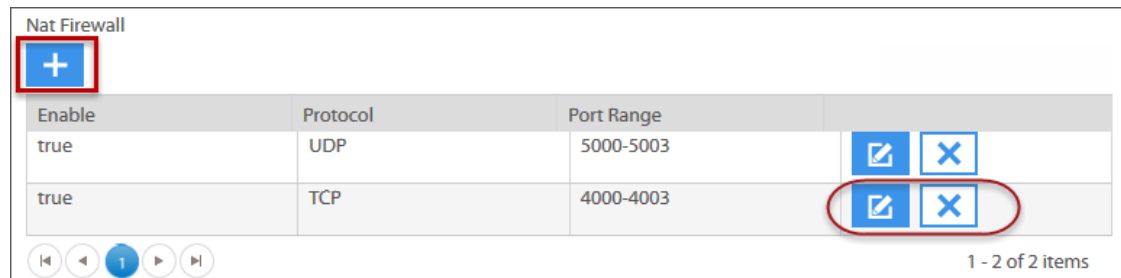 Nat Firewall
Enable Protocol Port Range
true UDP 5000-5003
true TCP 4000-4003
1 1 - 2 of 2 items